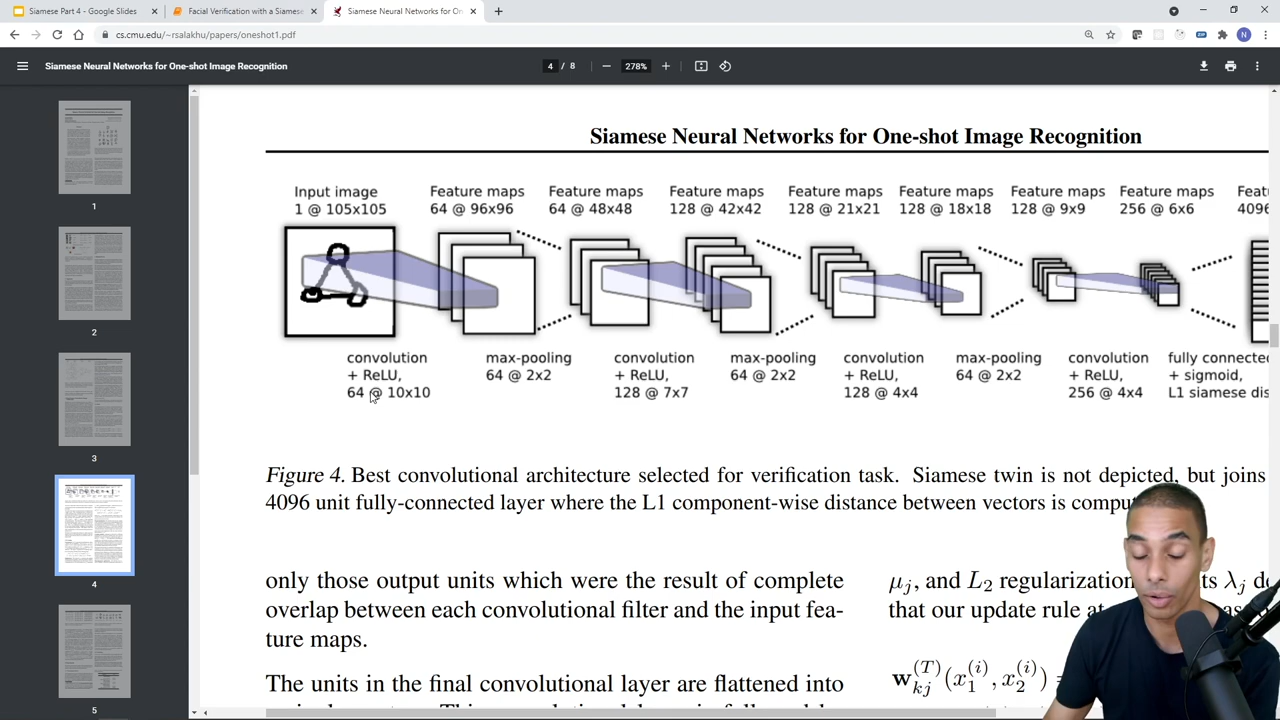 Siamese Part 4 - Google Slides
Facial Verification with a Siamese
Siamese Neural Networks for On
cs.cmu.edu/~rsalakhu/papers/oneshot1.pdf
N
Siamese Neural Networks for One-shot Image Recognition
4 / 8
278%
1
2
3
4
5
Siamese Neural Networks for One-shot Image Recognition
Input image
1 @ 105x105
Feature maps
64 @ 96x96
Feature maps
64 @ 48x48
Feature maps
128 @ 42x42
Feature maps
128 @ 21x21
Feature maps
128 @ 18x18
Feature maps
128 @ 9x9
Feature maps
256 @ 6x6
Featu
4096
convolution
+ ReLU,
64 @ 10x10
max-pooling
64 @ 2x2
convolution
+ ReLU,
128 @ 7x7
max-pooling
64 @ 2x2
convolution
+ ReLU,
128 @ 4x4
max-pooling
64 @ 2x2
convolution
+ ReLU,
256 @ 4x4
fully connected
+ sigmoid,
L1 siamese dis
Figure 4. Best convolutional architecture selected for verification task. Siamese twin is not depicted, but joins
4096 unit fully-connected layer where the L1 component-wise distance between vectors is compu
only those output units which were the result of complete
overlap between each convolutional filter and the input fea-
ture maps.
The units in the final convolutional layer are flattened into
μj, and L2 regularization
that our update rule at
w(T)kj(x(i)1, x(i)2) =